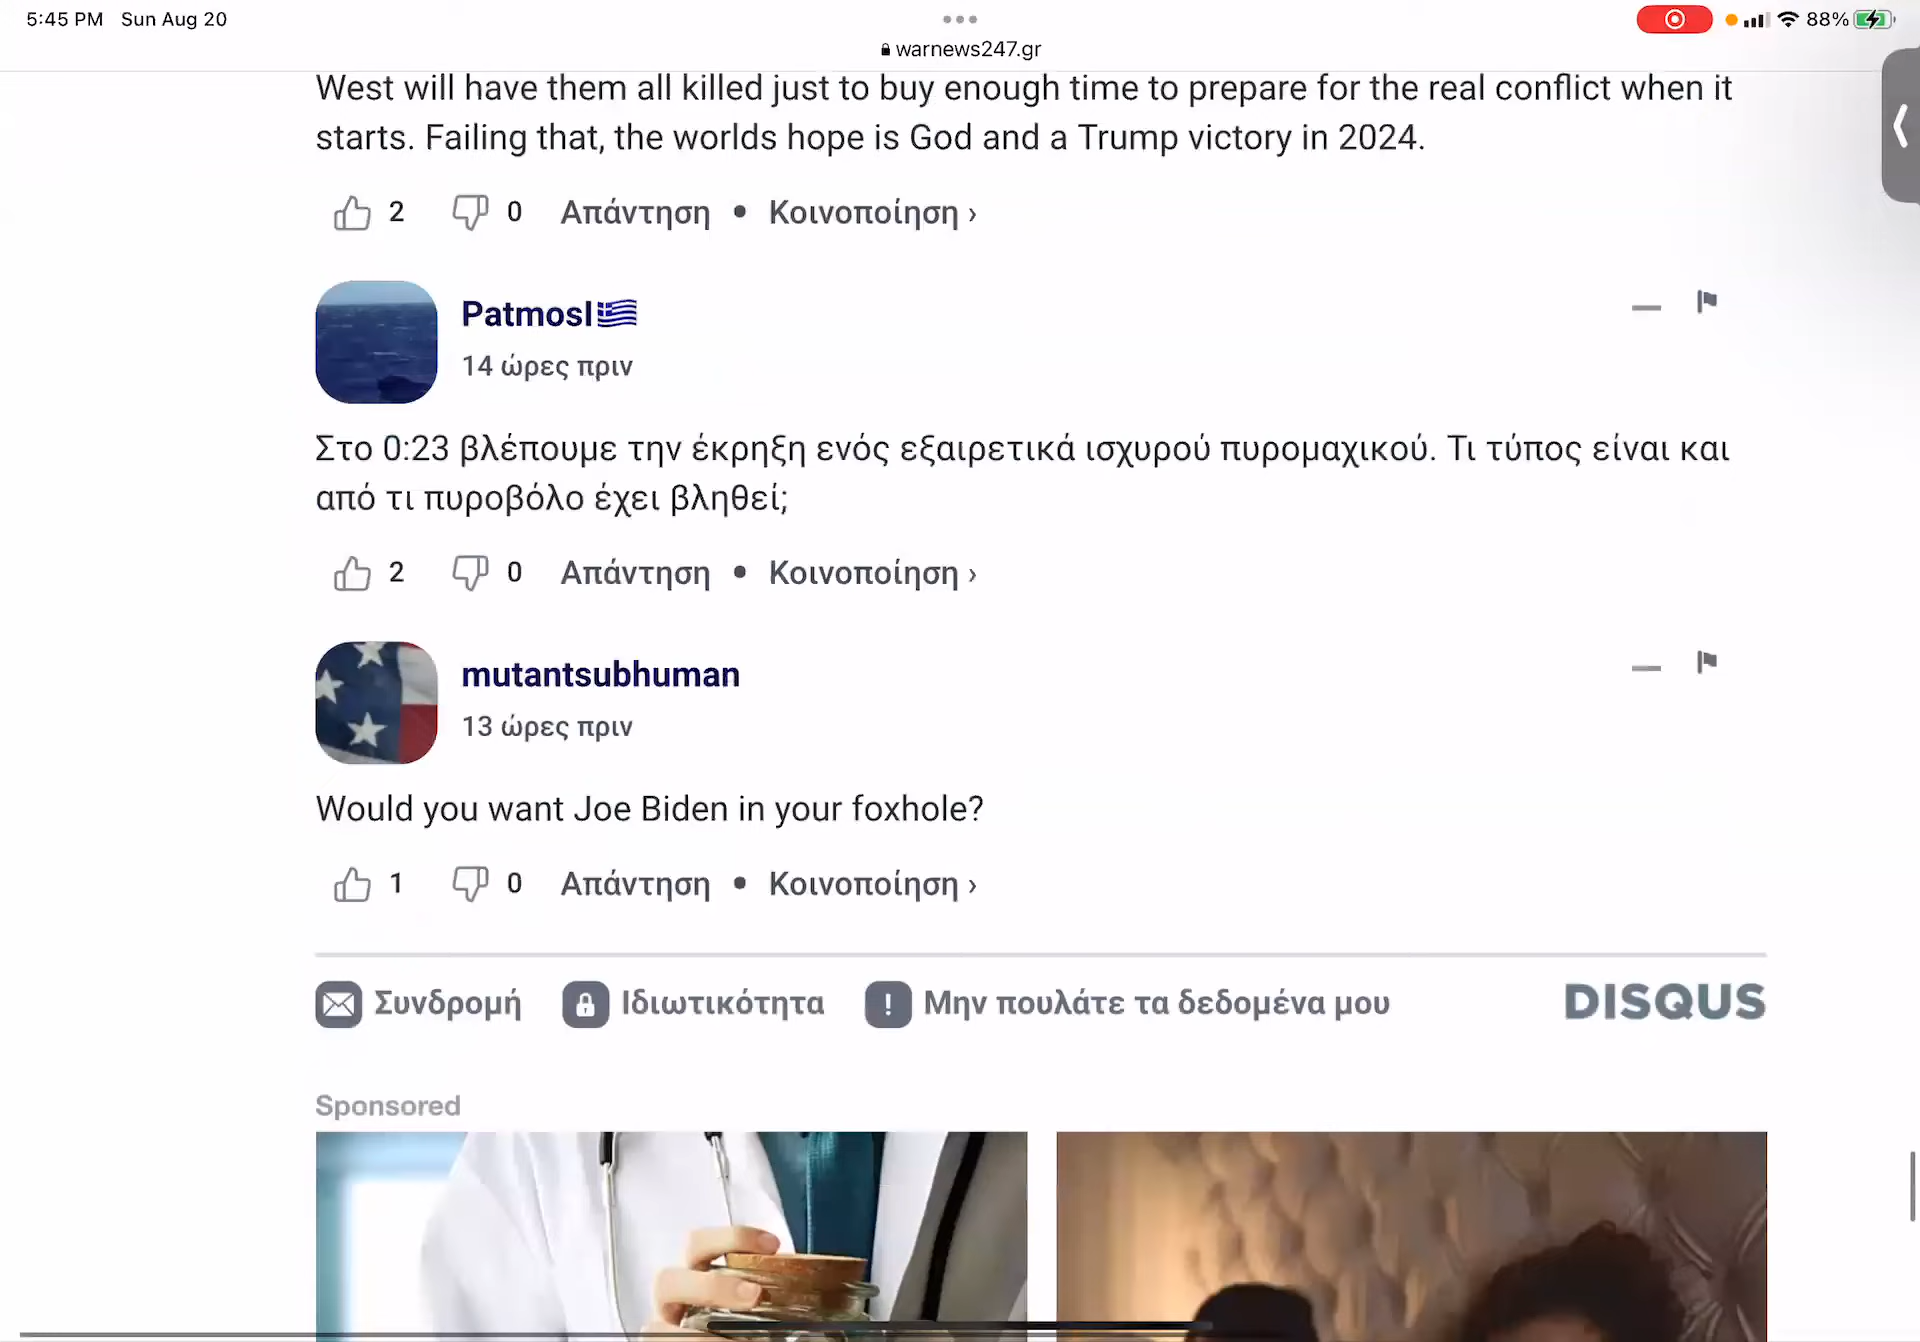 5:45 PM Sun Aug 20
88%
warnews247.gr
West will have them all killed just to buy enough time to prepare for the real conflict when it
starts. Failing that, the worlds hope is God and a Trump victory in 2024.
2 0 Απάντηση • Κοινοποίηση ›
Patmosl🇬🇷
14 ώρες πριν
Στο 0:23 βλέπουμε την έκρηξη ενός εξαιρετικά ισχυρού πυρομαχικού. Τι τύπος είναι και
από τι πυροβόλο έχει βληθεί;
2 0 Απάντηση • Κοινοποίηση ›
mutantsubhuman
13 ώρες πριν
Would you want Joe Biden in your foxhole?
1 0 Απάντηση • Κοινοποίηση ›
Συνδρομή Ιδιωτικότητα Μην πουλάτε τα δεδομένα μου DISQUS
Sponsored